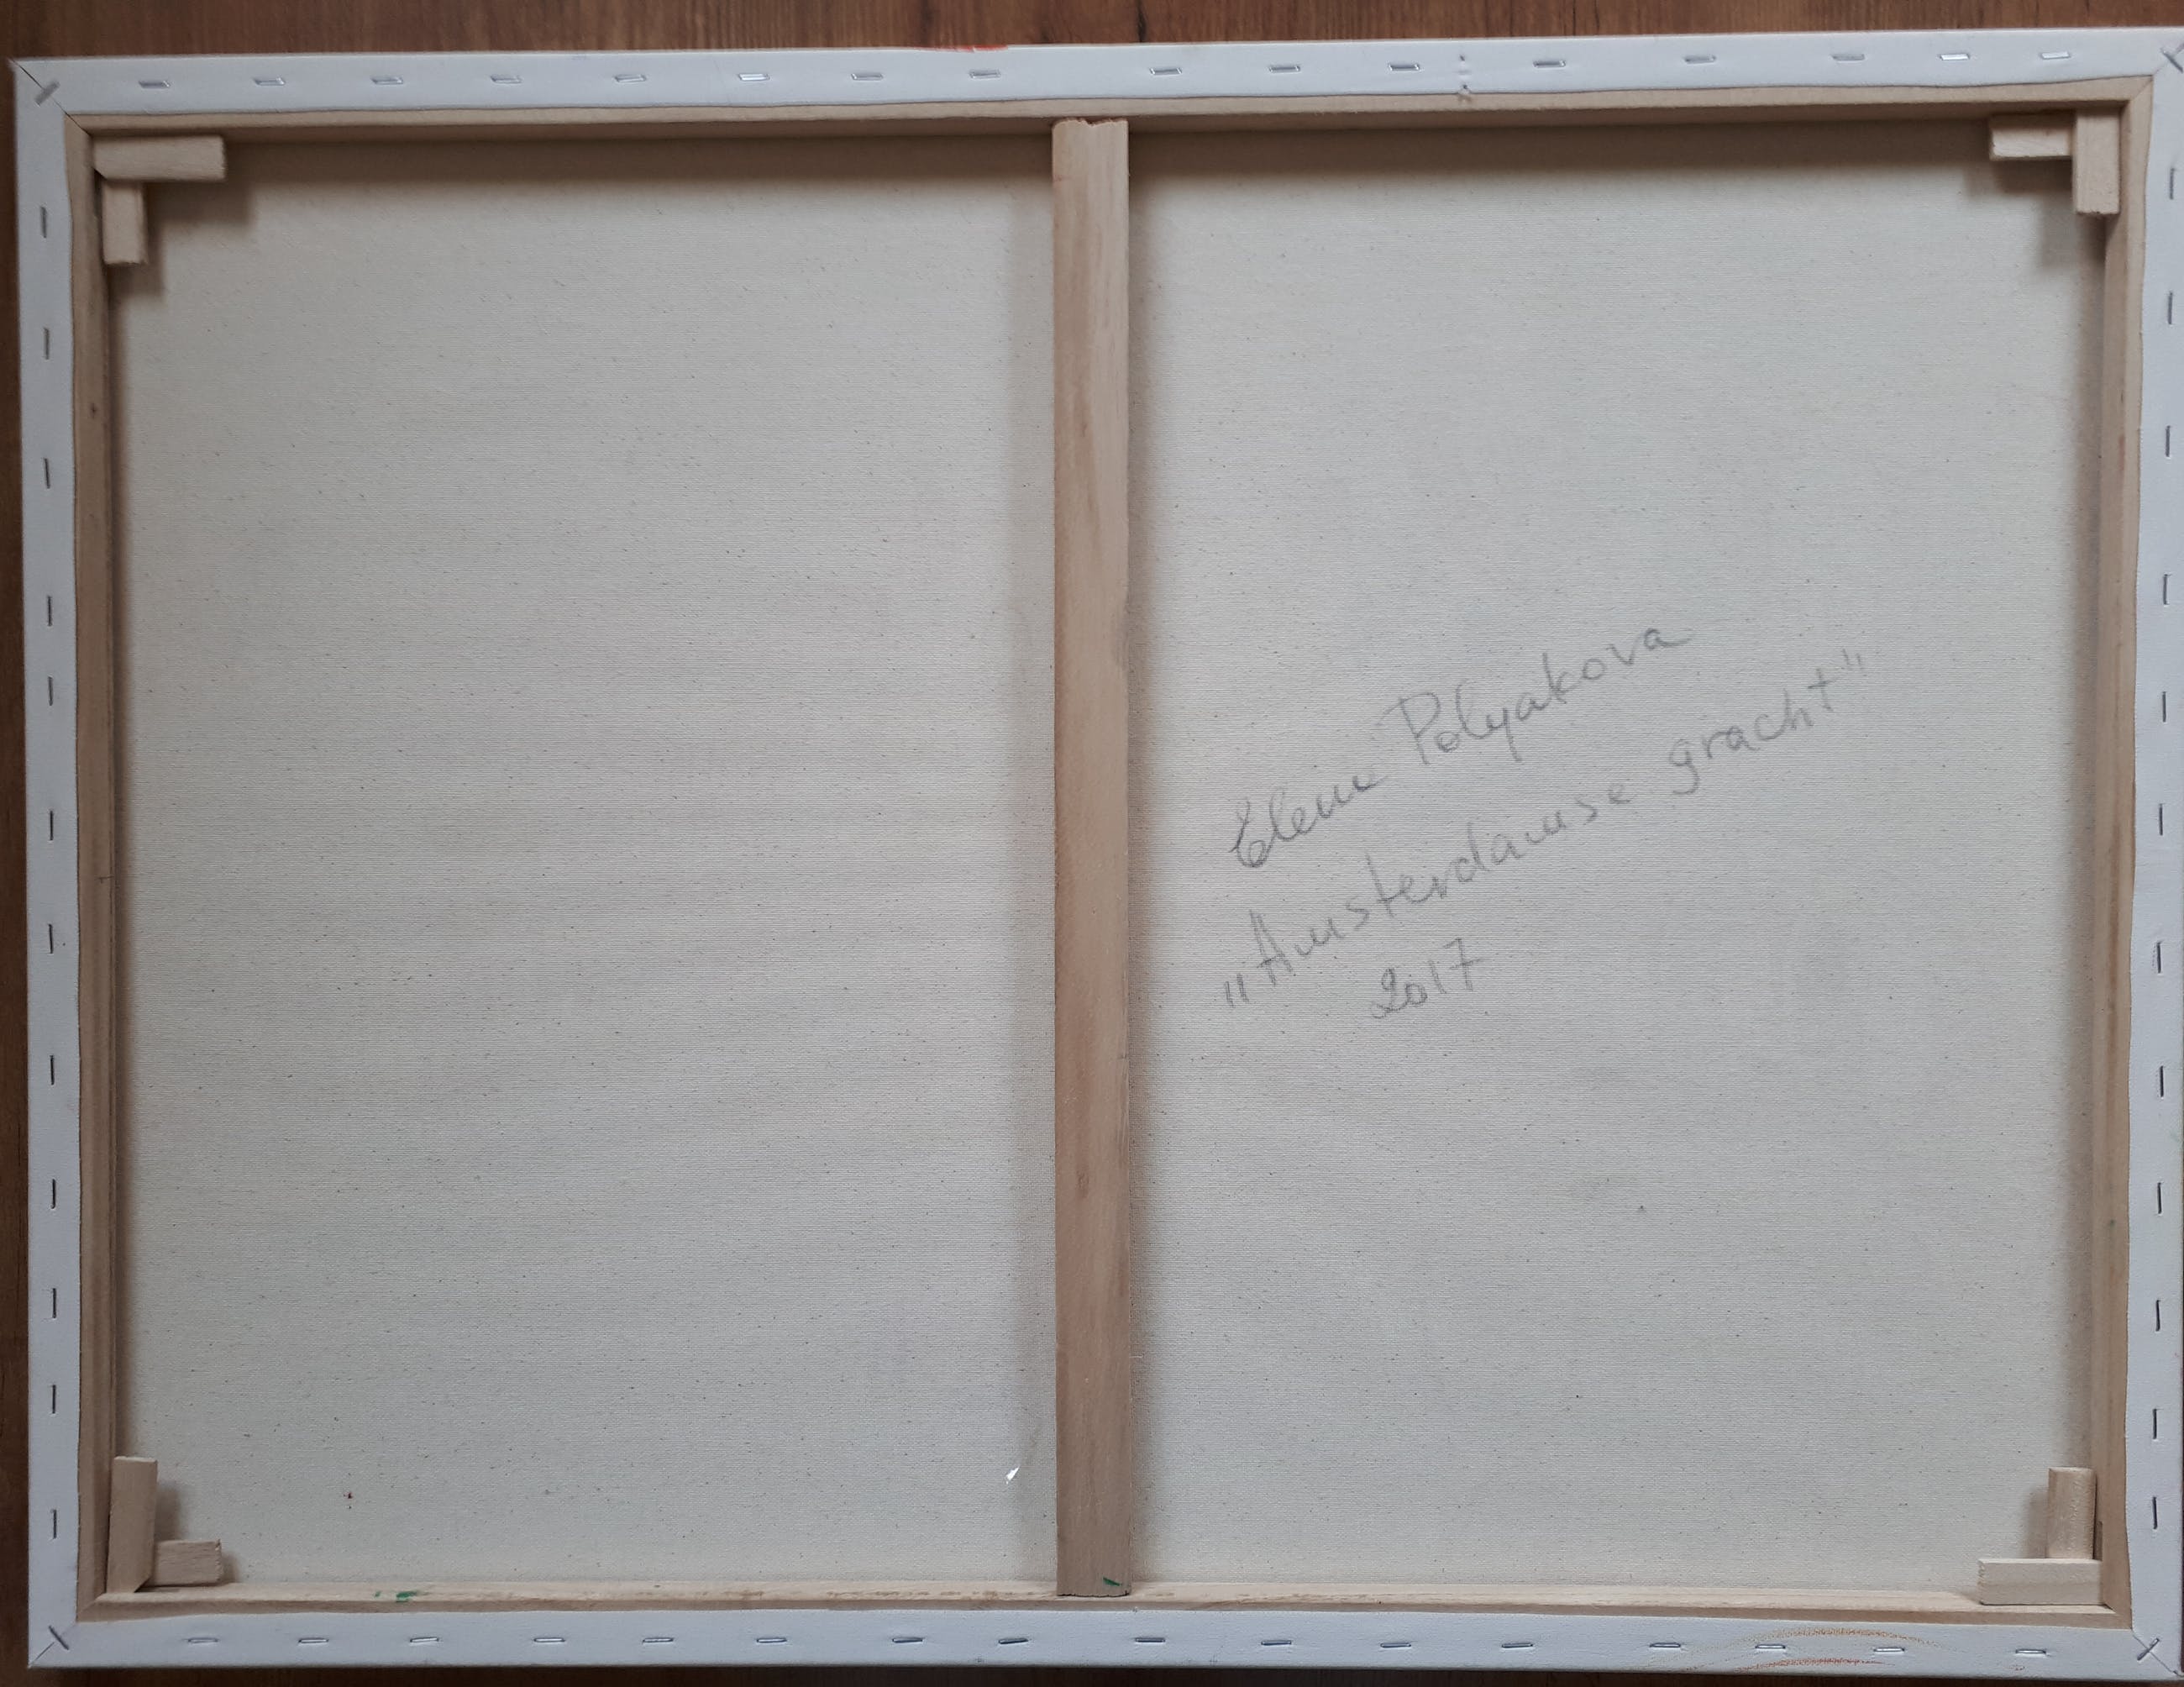 Elena Polyakova
„Amsterdamse gracht"
2017